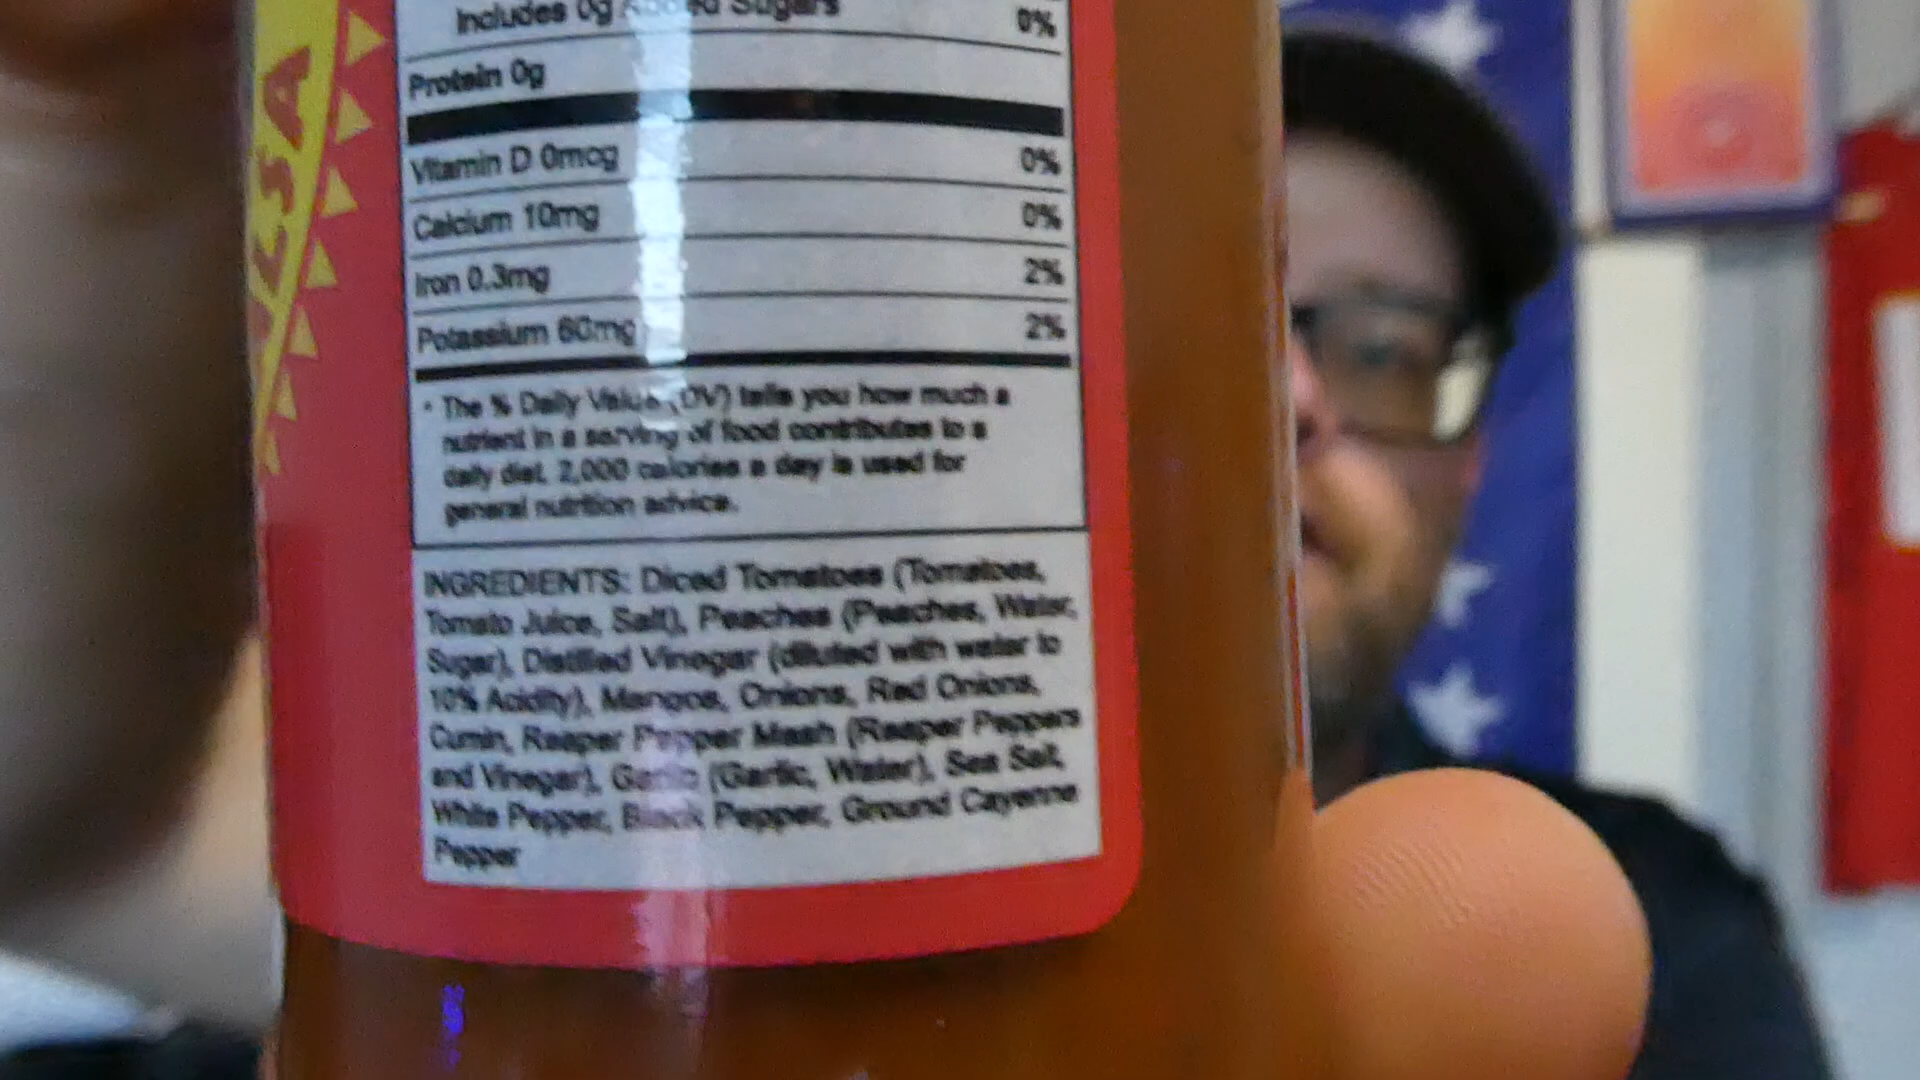 Includes 0g Added Sugars 0%
Protein 0g
Vitamin D 0mcg 0%
Calcium 10mg 0%
Iron 0.3mg 2%
Potassium 60mg 2%
* The % Daily Value (DV) tells you how much a
nutrient in a serving of food contributes to a
daily diet. 2,000 calories a day is used for
general nutrition advice.
INGREDIENTS: Diced Tomatoes (Tomatoes,
Tomato Juice, Salt), Peaches (Peaches, Water,
Sugar), Distilled Vinegar (diluted with water to
10% Acidity), Mangos, Onions, Red Onions,
Cumin, Reaper Pepper Mash (Reaper Peppers
and Vinegar), Garlic (Garlic, Water), Sea Salt,
White Pepper, Black Pepper, Ground Cayenne
Pepper